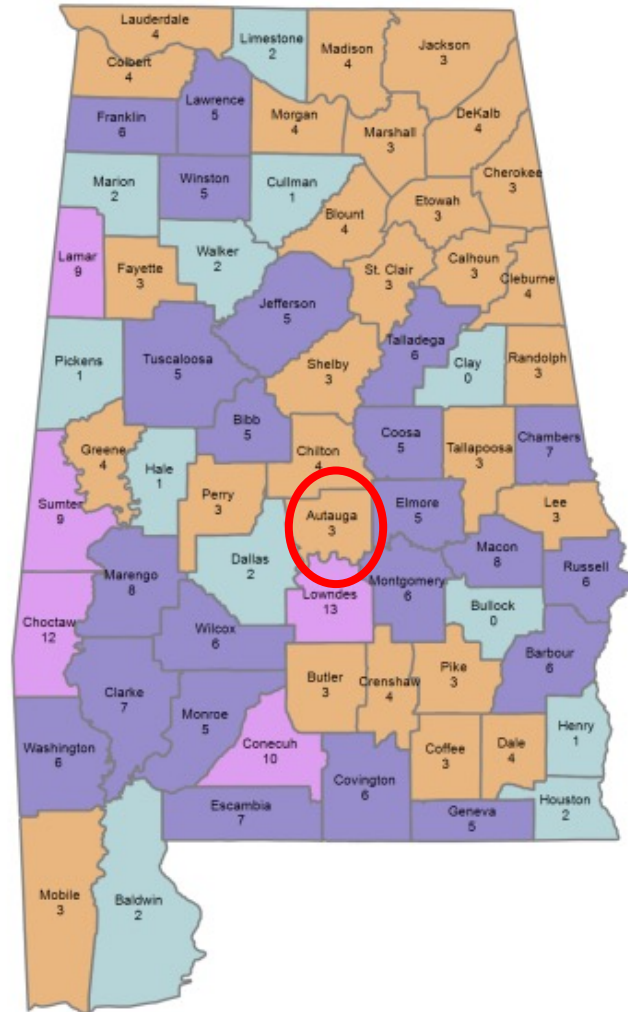 Lauderdale
4
Limestone
2
Madison
4
Jackson
3
Colbert
4
Lawrence
5
Franklin
6
Morgan
4
DeKalb
4
Marshall
3
Cherokee
3
Marion
2
Winston
5
Cullman
1
Etowah
3
Blount
4
Lamar
9
Walker
2
Fayette
3
St. Clair
3
Calhoun
3
Cleburne
4
Jefferson
5
Talladega
6
Pickens
1
Tuscaloosa
5
Shelby
3
Clay
0
Randolph
3
Bibb
5
Greene
4
Hale
1
Chilton
4
Coosa
5
Tallapoosa
3
Chambers
7
Perry
3
Sumter
9
Autauga
3
Elmore
5
Lee
3
Dallas
2
Macon
8
Marengo
8
Montgomery
6
Russell
6
Lowndes
13
Choctaw
12
Bullock
0
Wilcox
6
Barbour
6
Butler
3
Crenshaw
4
Pike
3
Clarke
7
Monroe
5
Henry
1
Washington
6
Conecuh
10
Coffee
3
Dale
4
Covington
6
Escambia
7
Geneva
5
Houston
2
Mobile
3
Baldwin
2